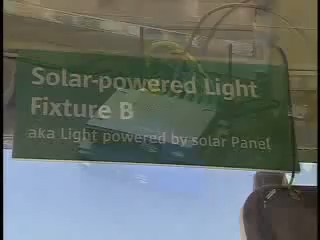 Solar-powered Light
Fixture B
aka Light powered by solar Panel